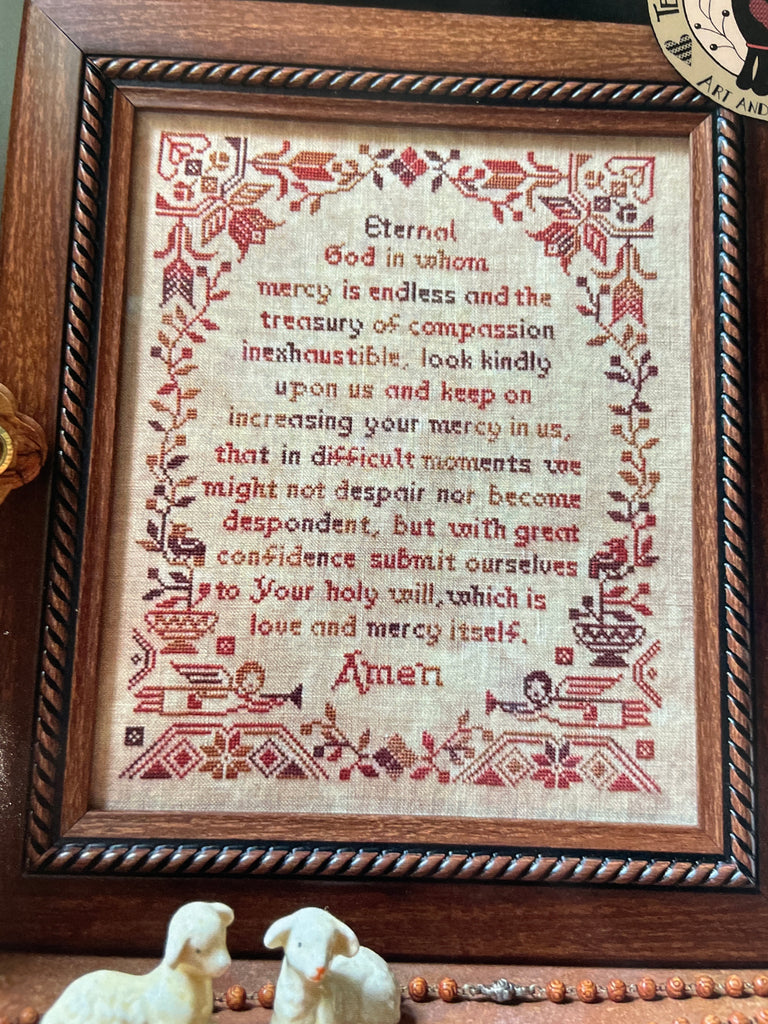 ART AND
Eternal
God in whom
mercy is endless and the
treasury of compassion
inexhaustible, look kindly
upon us and keep on
increasing your mercy in us,
that in difficult moments we
might not despair nor become
despondent, but with great
confidence submit ourselves
to Your holy will, which is
love and mercy itself.
Amen